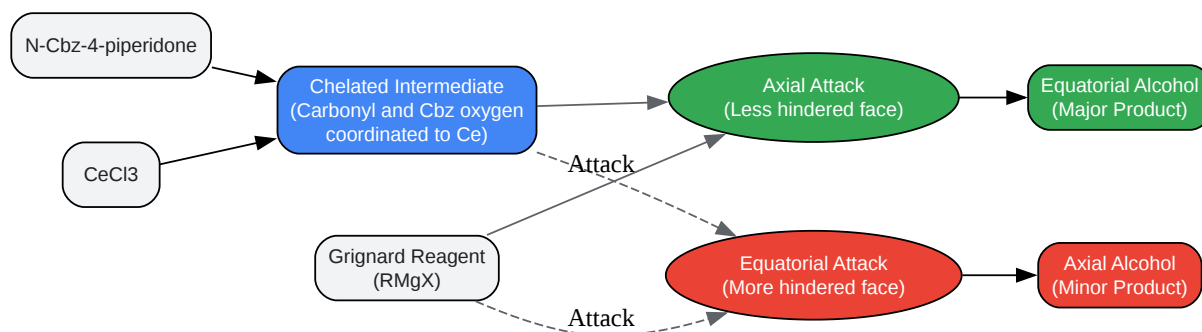 N-Cbz-4-piperidone
CeCl3
Chelated Intermediate
(Carbonyl and Cbz oxygen
coordinated to Ce)
Grignard Reagent
(RMgX)
Attack
Attack
Axial Attack
(Less hindered face)
Equatorial Attack
(More hindered face)
Equatorial Alcohol
(Major Product)
Axial Alcohol
(Minor Product)